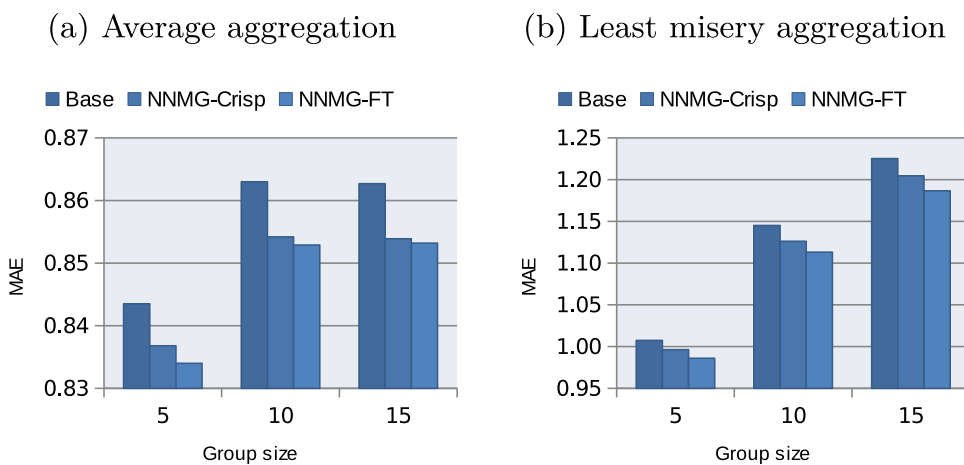 (a) Average aggregation
Base NNMG-Crisp NNMG-FT
0.87
0.86
0.85
0.84
0.83
MAE
5 10 15
Group size
(b) Least misery aggregation
Base NNMG-Crisp NNMG-FT
1.25
1.20
1.15
1.10
1.05
1.00
0.95
MAE
5 10 15
Group size